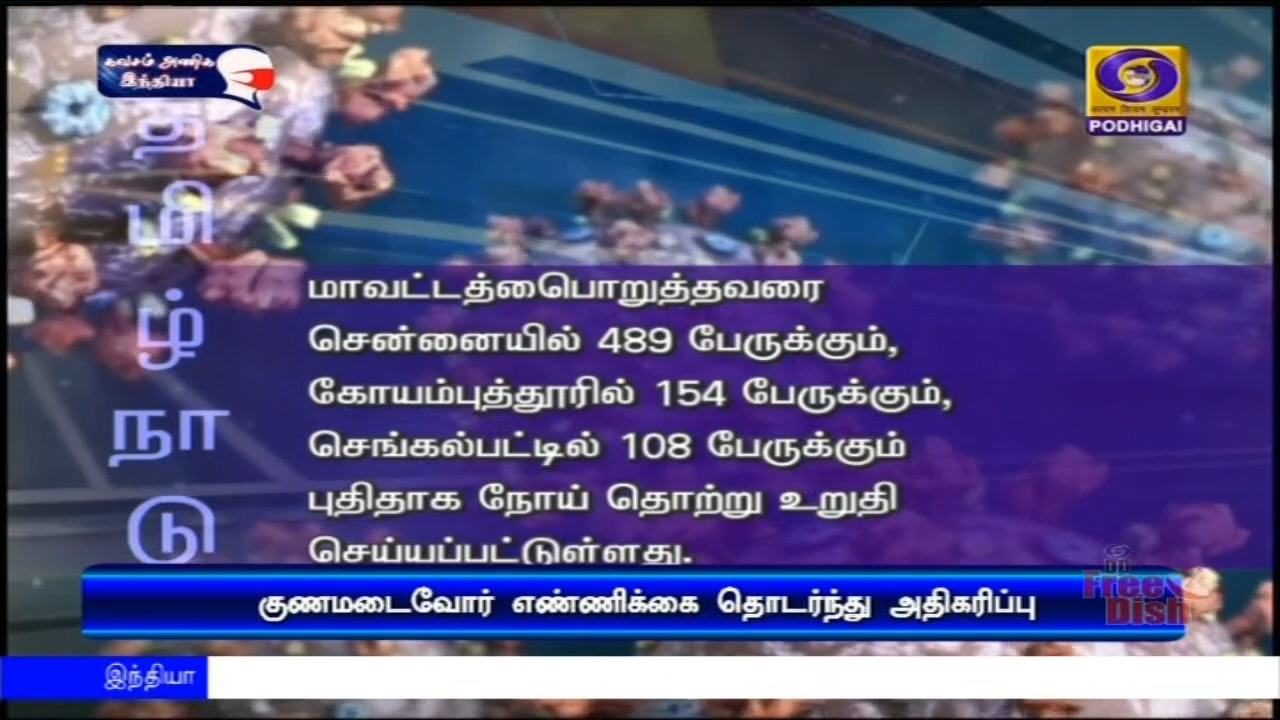 கவசம் அணிக
இந்தியா
PODHIGAI
தமிழ்நாடு
மாவட்டத்பைொறுத்தவரை
சென்னையில் 489 பேருக்கும்,
கோயம்புத்தூரில் 154 பேருக்கும்,
செங்கல்பட்டில் 108 பேருக்கும்
புதிதாக நோய் தொற்று உறுதி
செய்யப்பட்டுள்ளது.
குணமடைவோர் எண்ணிக்கை தொடர்ந்து அதிகரிப்பு
Free
Dish
இந்தியா